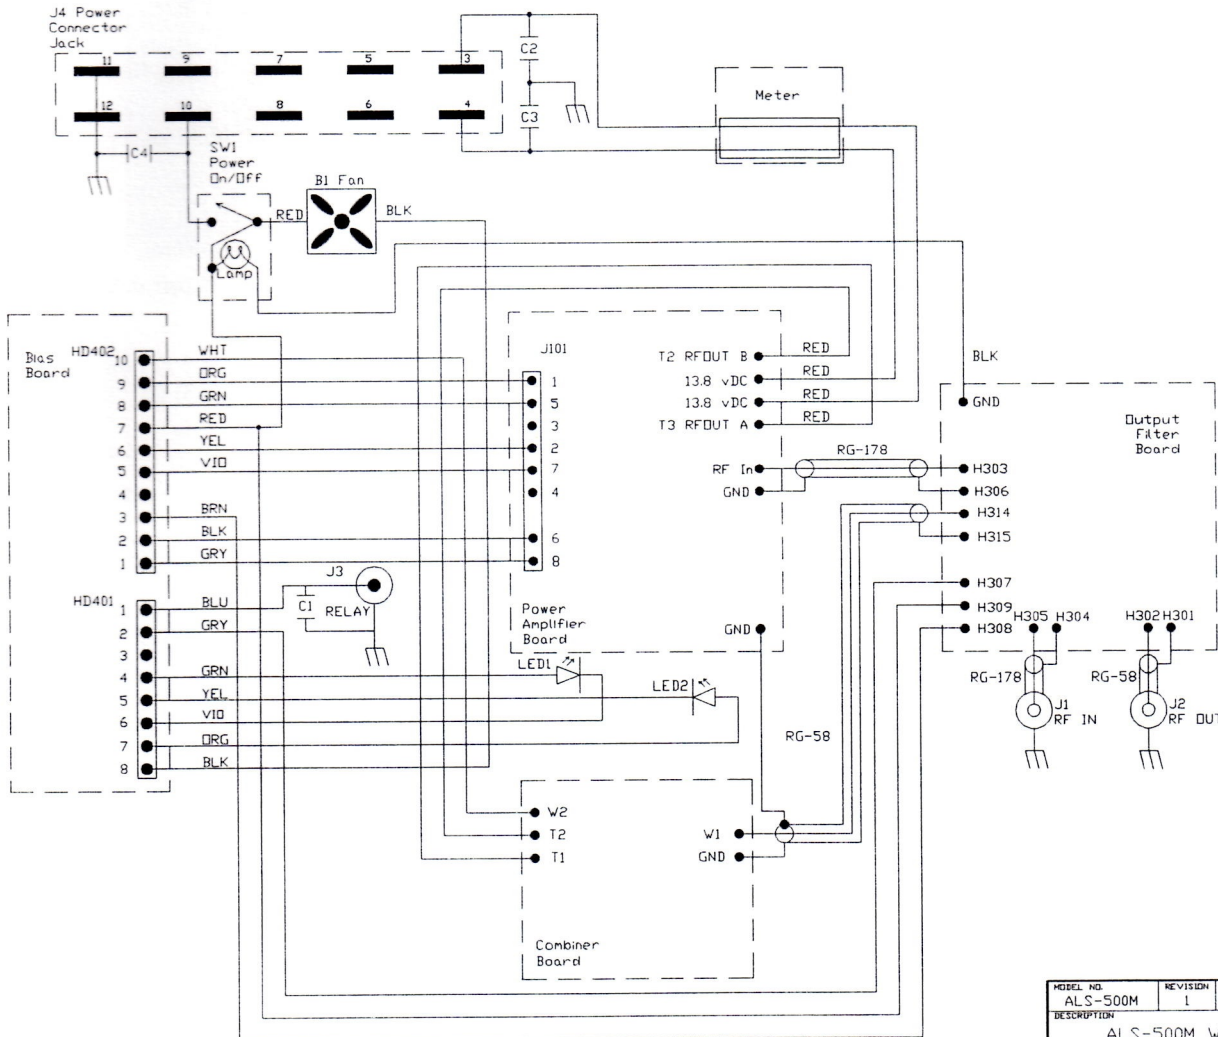 J4 Power
Connector
Jack
11 9 7 5 3
12 10 8 6 4
C2
C3
C4
Meter
SW1
Power
On/Off
B1 Fan
RED
BLK
Lamp
Bias
Board
HD402
10 WHT
9 ORG
8 GRN
7 RED
6 YEL
5 VIO
4
3 BRN
2 BLK
1 GRY
HD401
1 BLU
2 GRY
3
4 GRN
5 YEL
6 VIO
7 ORG
8 BLK
J3
C1
RELAY
LED1
LED2
J101
1
5
3
2
7
4
6
8
T2 RFOUT B RED
13.8 vDC RED
13.8 vDC RED
T3 RFOUT A RED
RF In
GND
RG-178
Power
Amplifier
Board
GND
BLK
GND
Output
Filter
Board
H303
H306
H314
H315
H307
H309
H308
H305 H304
H302 H301
RG-178
RG-58
J1
RF IN
J2
RF OUT
RG-58
W2
T2
T1
W1
GND
Combiner
Board
MODEL NO. REVISION
ALS-500M 1
DESCRIPTION
ALS-500M W